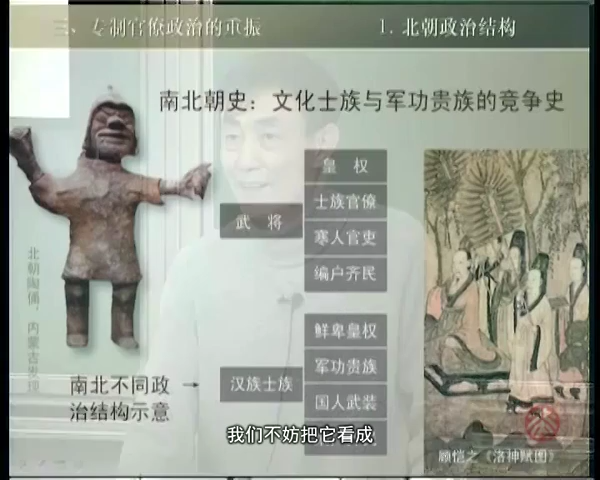 三、专制官僚政治的重振
1. 北朝政治结构
南北朝史：文化士族与军功贵族的竞争史
北朝陶俑，内蒙古发现
武 将
皇 权
士族官僚
寒人官吏
编户齐民
南北不同政
治结构示意
→
汉族士族
鲜卑皇权
军功贵族
国人武装
我们不妨把它看成
顾恺之《洛神赋图》